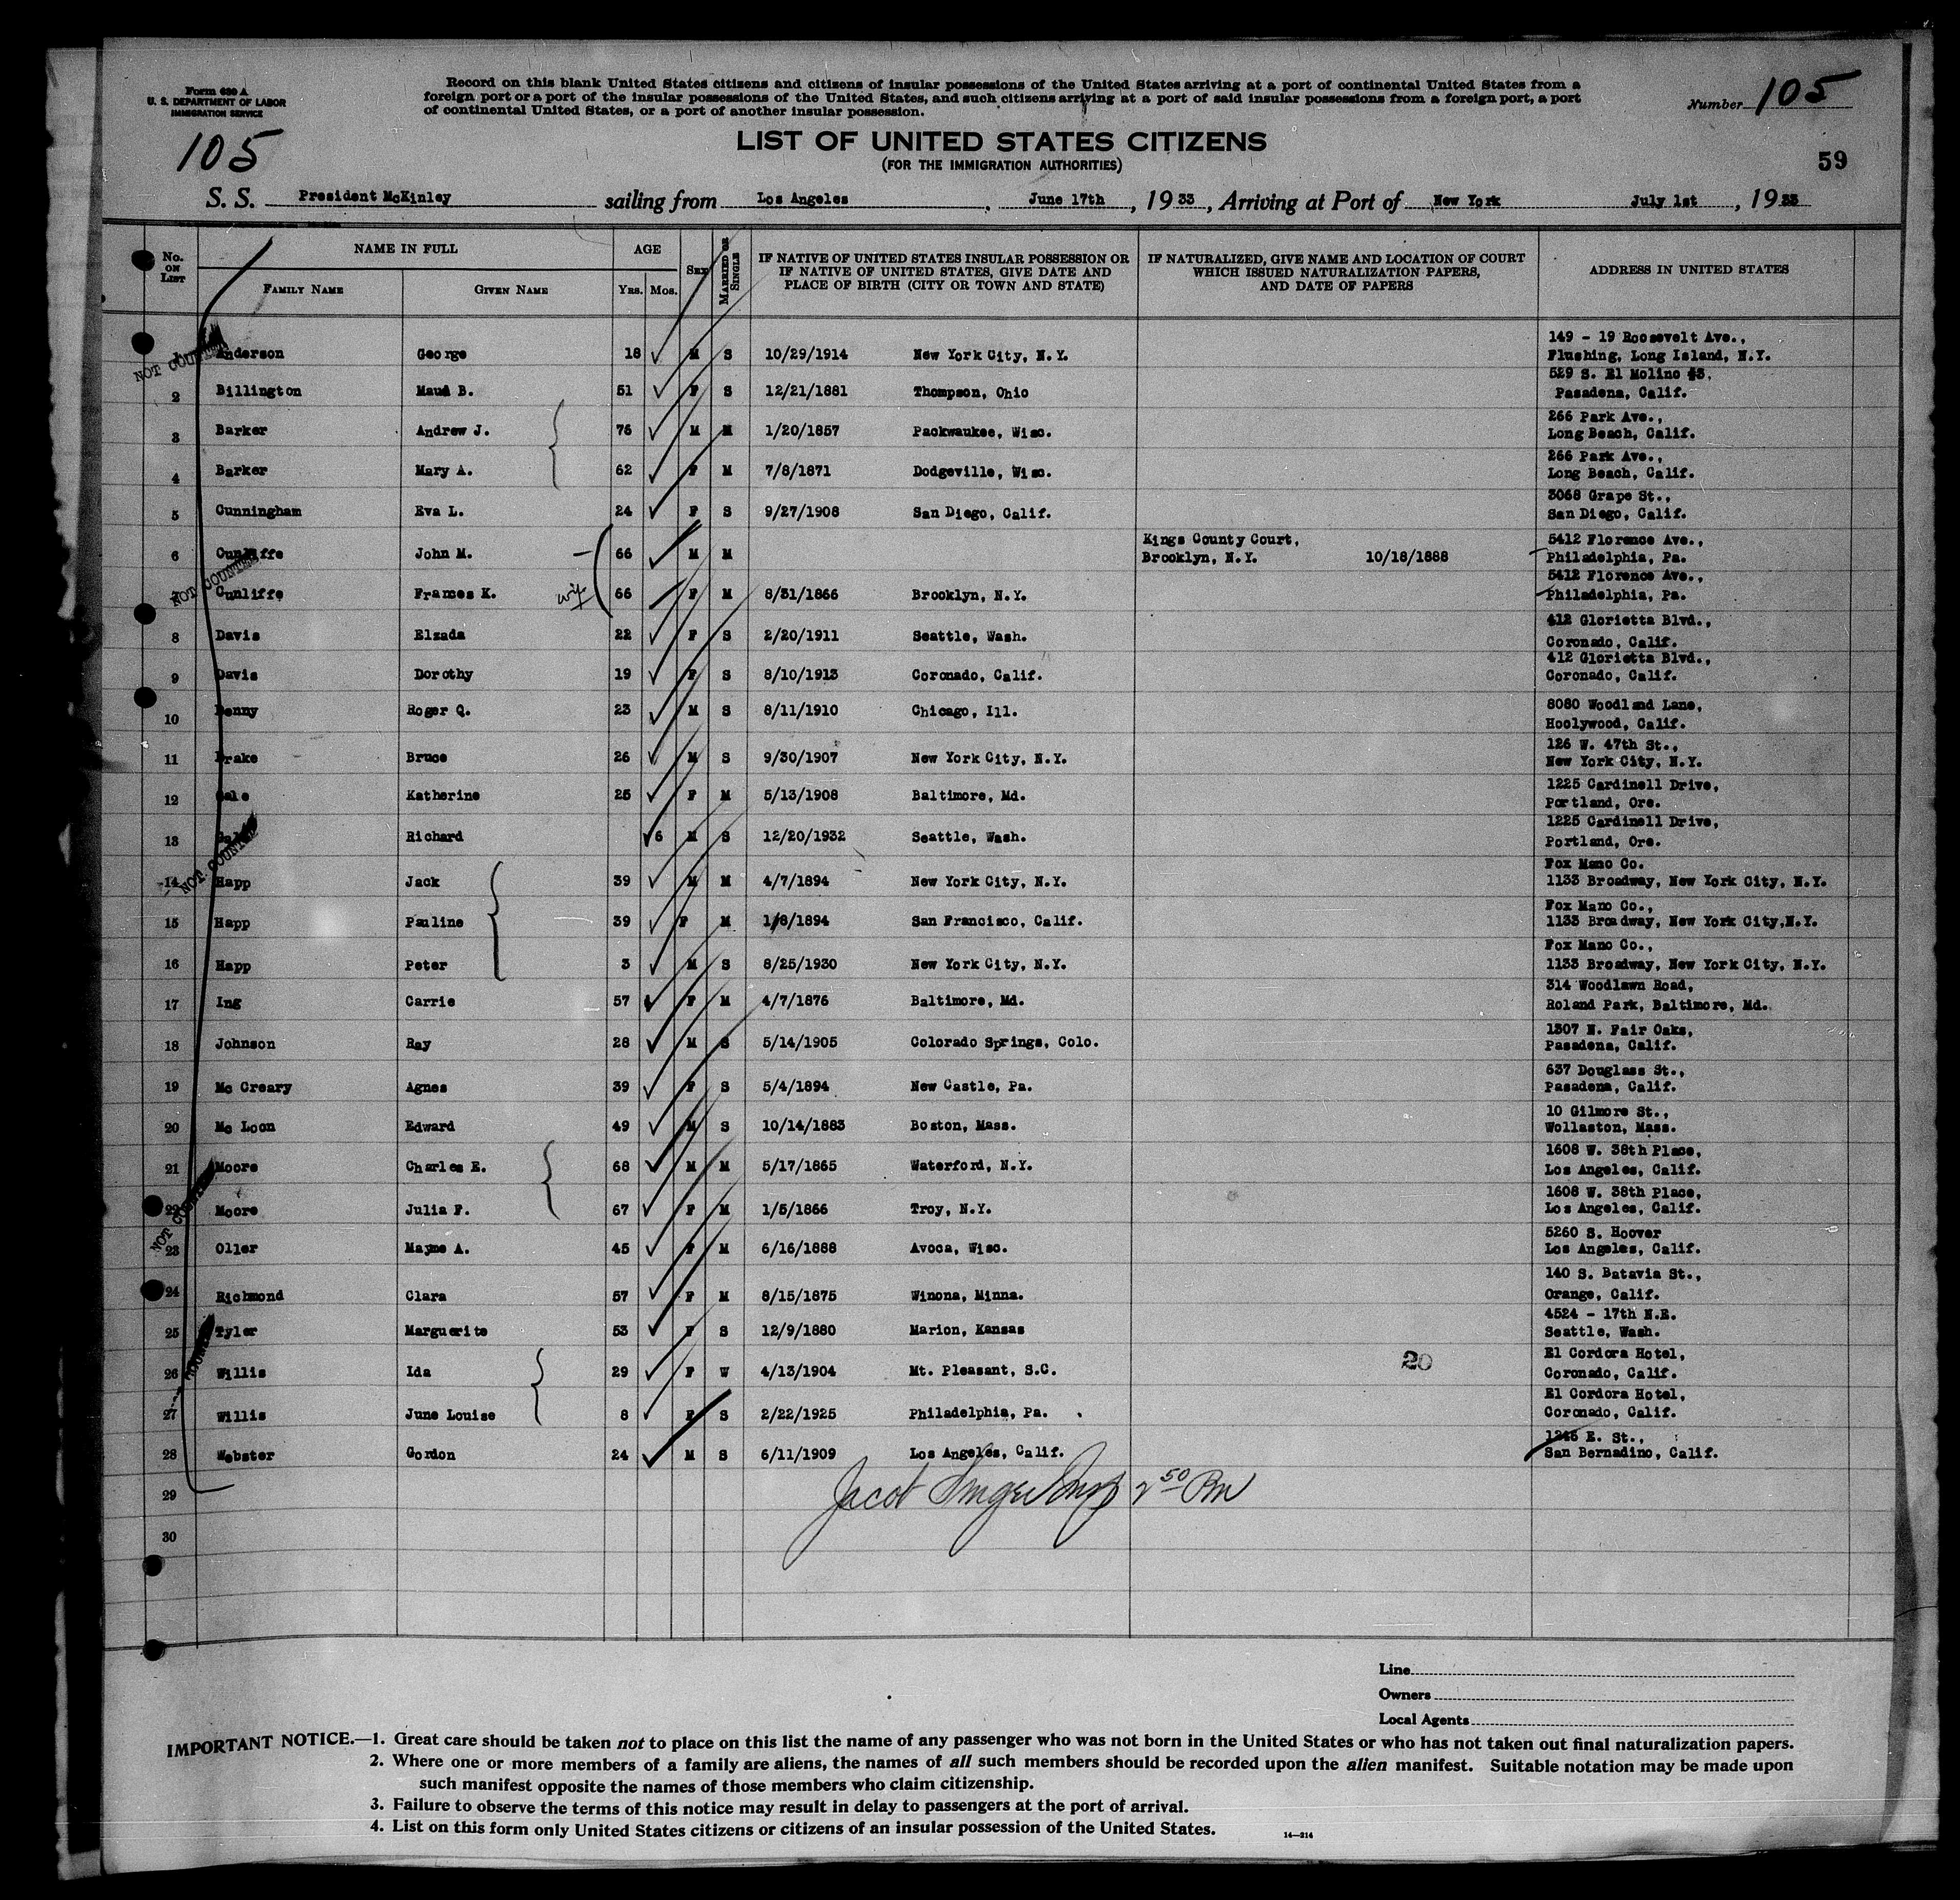 Form 630 A
U. S. DEPARTMENT OF LABOR
IMMIGRATION SERVICE
105
Record on this blank United States citizens and citizens of insular possessions of the United States arriving at a port of continental United States from a
foreign port or a port of the insular possessions of the United States, and such citizens arriving at a port of said insular possessions from a foreign port, a port
of continental United States, or a port of another insular possession.
Number 105
LIST OF UNITED STATES CITIZENS
(FOR THE IMMIGRATION AUTHORITIES)
59
S. S. President McKinley sailing from Los Angeles, June 17th, 1933, Arriving at Port of New York July 1st, 1933
No. ON LIST NAME IN FULL FAMILY NAME GIVEN NAME AGE YRS. MOS. SEX MARRIED OR SINGLE
IF NATIVE OF UNITED STATES INSULAR POSSESSION OR
IF NATIVE OF UNITED STATES, GIVE DATE AND
PLACE OF BIRTH (CITY OR TOWN AND STATE)
IF NATURALIZED, GIVE NAME AND LOCATION OF COURT
WHICH ISSUED NATURALIZATION PAPERS,
AND DATE OF PAPERS
ADDRESS IN UNITED STATES
149 - 19 Roosevelt Ave.,
1 Anderson George 18 M S 10/29/1914 New York City, N.Y. Flushing, Long Island, N.Y.
NOT COUNTED
529 S. El Molino #3,
2 Billington Maud B. 51 F S 12/21/1881 Thompson, Ohio Pasadena, Calif.
266 Park Ave.,
3 Barker Andrew J. 76 M M 1/20/1857 Packwaukee, Wisc. Long Beach, Calif.
266 Park Ave.,
4 Barker Mary A. 62 F M 7/8/1871 Dodgeville, Wisc. Long Beach, Calif.
3068 Grape St.,
5 Cunningham Eva L. 24 F S 9/27/1908 San Diego, Calif. San Diego, Calif.
Kings County Court, 5412 Florence Ave.,
6 Cunliffe John M. 66 M M Brooklyn, N.Y. 10/18/1888 Philadelphia, Pa.
NOT COUNTED
5412 Florence Ave.,
7 Cunliffe Frames K. wife 66 F M 8/31/1866 Brooklyn, N.Y. Philadelphia, Pa.
412 Glorietta Blvd.,
8 Davis Elzada 22 F S 2/20/1911 Seattle, Wash. Coronado, Calif.
412 Glorietta Blvd.,
9 Davis Dorothy 19 F S 8/10/1913 Coronado, Calif. Coronado, Calif.
8080 Woodland Lane,
10 Denny Roger Q. 23 M S 8/11/1910 Chicago, Ill. Hoolywood, Calif.
126 W. 47th St.,
11 Drake Bruce 26 M S 9/30/1907 New York City, N.Y. New York City, N.Y.
1225 Cardinell Drive,
12 Gale Katherine 25 F M 5/13/1908 Baltimore, Md. Portland, Ore.
1225 Cardinell Drive,
13 Gale Richard 6 M S 12/20/1932 Seattle, Wash. Portland, Ore.
NOT COUNTED
Fox Mano Co.
14 Happ Jack 39 M M 4/7/1894 New York City, N.Y. 1133 Broadway, New York City, N.Y.
Fox Mano Co.,
15 Happ Pauline 39 F M 1/8/1894 San Francisco, Calif. 1133 Broadway, New York City,N.Y.
Fox Mano Co.,
16 Happ Peter 3 M S 8/25/1930 New York City, N.Y. 1133 Broadway, New York City, N.Y.
314 Woodlawn Road,
17 Ing Carrie 57 F M 4/7/1876 Baltimore, Md. Roland Park, Baltimore, Md.
1307 N. Fair Oaks,
18 Johnson Ray 28 M S 5/14/1905 Colorado Springs, Colo. Pasadena, Calif.
637 Douglass St.,
19 Mc Creary Agnes 39 F S 5/4/1894 New Castle, Pa. Pasadena, Calif.
10 Gilmore St.,
20 Mc Loon Edward 49 M S 10/14/1883 Boston, Mass. Wollaston, Mass.
1608 W. 38th Place,
21 Moore Charles E. 68 M M 5/17/1865 Waterford, N.Y. Los Angeles, Calif.
1608 W. 38th Place,
22 Moore Julia F. 67 F M 1/5/1866 Troy, N.Y. Los Angeles, Calif.
NOT COUNTED
5260 S. Hoover
23 Oller Mayme A. 45 F M 6/16/1888 Avoca, Wisc. Los Angeles, Calif.
140 S. Batavia St.,
24 Richmond Clara 57 F M 8/15/1875 Winona, Minna. Orange, Calif.
4524 - 17th N.E.
25 Tyler Marguerite 53 F S 12/9/1880 Marion, Kansas Seattle, Wash.
20 El Cordora Hotel,
26 Willis Ida 29 F W 4/13/1904 Mt. Pleasant, S.C. Coronado, Calif.
El Cordora Hotel,
27 Willis June Louise 8 F S 2/22/1925 Philadelphia, Pa. Coronado, Calif.
1245 E. St.,
28 Webster Gordon 24 M S 6/11/1909 Los Angeles, Calif. San Bernadino, Calif.
29 Jacob 2 50 Pm
30
Line
Owners
Local Agents
IMPORTANT NOTICE.—1. Great care should be taken not to place on this list the name of any passenger who was not born in the United States or who has not taken out final naturalization papers.
2. Where one or more members of a family are aliens, the names of all such members should be recorded upon the alien manifest. Suitable notation may be made upon
such manifest opposite the names of those members who claim citizenship.
3. Failure to observe the terms of this notice may result in delay to passengers at the port of arrival.
4. List on this form only United States citizens or citizens of an insular possession of the United States.
14—214